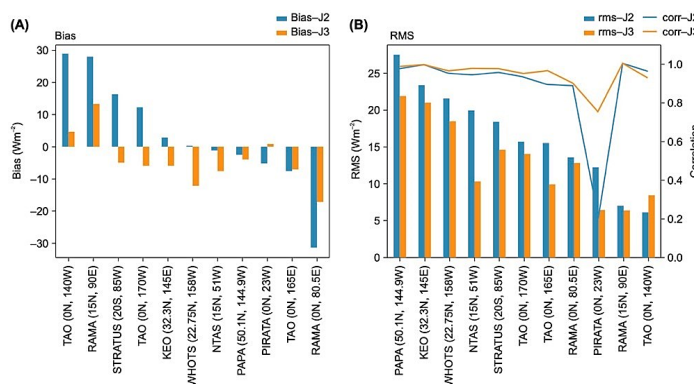 (A)
Bias
Bias–J2
Bias–J3
30
20
10
0
−10
−20
−30
Bias (Wm⁻²)
TAO (0N, 140W)
RAMA (15N, 90E)
STRATUS (20S, 85W)
TAO (0N, 170W)
KEO (32.3N, 145E)
WHOTS (22.75N, 158W)
NTAS (15N, 51W)
PAPA (50.1N, 144.9W)
PIRATA (0N, 23W)
TAO (0N, 165E)
RAMA (0N, 80.5E)
(B)
RMS
rms–J2
rms–J3
corr–J2
corr–J3
25
20
15
10
5
0
RMS (Wm⁻²)
1.0
0.8
0.6
0.4
0.2
0.0
Correlation
PAPA (50.1N, 144.9W)
KEO (32.3N, 145E)
WHOTS (22.75N, 158W)
NTAS (15N, 51W)
STRATUS (20S, 85W)
TAO (0N, 170W)
TAO (0N, 165E)
RAMA (0N, 80.5E)
PIRATA (0N, 23W)
RAMA (15N, 90E)
TAO (0N, 140W)